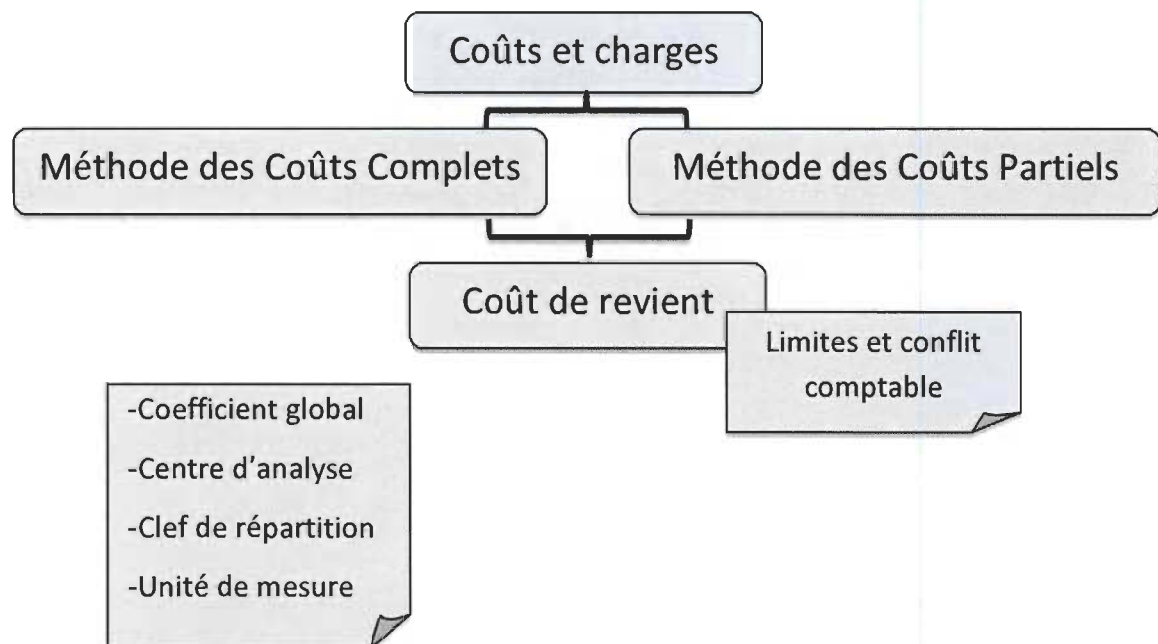 Coûts et charges
Méthode des Coûts Complets
Méthode des Coûts Partiels
Coût de revient
Limites et conflit
comptable
-Coefficient global
-Centre d'analyse
-Clef de répartition
-Unité de mesure